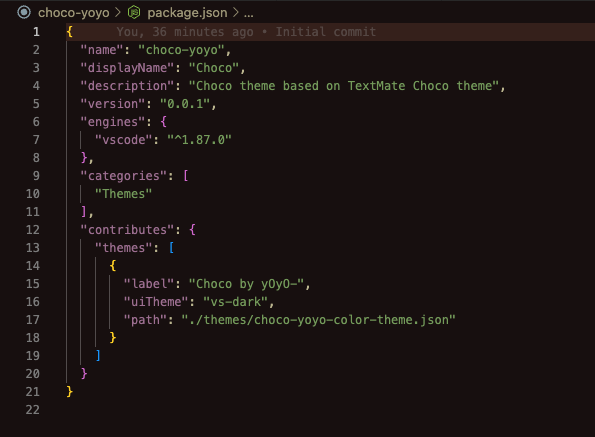 choco-yoyo > package.json > ...
1 { You, 36 minutes ago • Initial commit
2 "name": "choco-yoyo",
3 "displayName": "Choco",
4 "description": "Choco theme based on TextMate Choco theme",
5 "version": "0.0.1",
6 "engines": {
7 "vscode": "^1.87.0"
8 },
9 "categories": [
10 "Themes"
11 ],
12 "contributes": {
13 "themes": [
14 {
15 "label": "Choco by yOyO-",
16 "uiTheme": "vs-dark",
17 "path": "./themes/choco-yoyo-color-theme.json"
18 }
19 ]
20 }
21 }
22